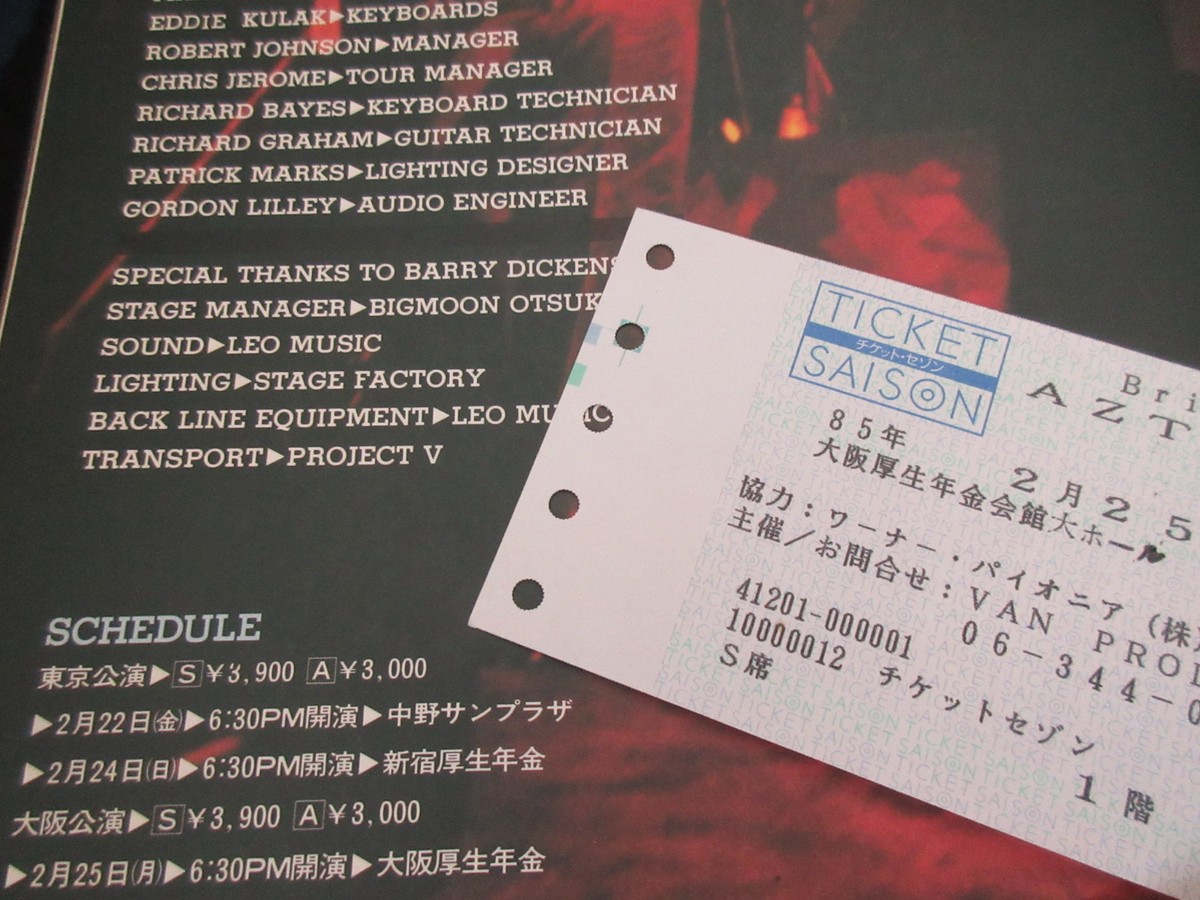 EDDIE KULAK▶KEYBOARDS
ROBERT JOHNSON▶MANAGER
CHRIS JEROME▶TOUR MANAGER
RICHARD BAYES▶KEYBOARD TECHNICIAN
RICHARD GRAHAM▶GUITAR TECHNICIAN
PATRICK MARKS▶LIGHTING DESIGNER
GORDON LILLEY▶AUDIO ENGINEER
SPECIAL THANKS TO BARRY DICKENS
STAGE MANAGER▶BIGMOON OTSUK
SOUND▶LEO MUSIC
LIGHTING▶STAGE FACTORY
BACK LINE EQUIPMENT▶LEO MUSIC
TRANSPORT▶PROJECT V
SCHEDULE
東京公演▶S¥3,900 A¥3,000
▶2月22日(金)▶6:30PM開演▶中野サンプラザ
▶2月24日(日)▶6:30PM開演▶新宿厚生年金
大阪公演▶S¥3,900 A¥3,000
▶2月25日(月)▶6:30PM開演▶大阪厚生年金
TICKET
チケット・セゾン
SAISON
Bri
AZT
85年 2月25
大阪厚生年金会館大ホール
協力:ワーナー・パイオニア(株
主催/お問合せ:VAN PRO
06-344-0
41201-000001
10000012 チケットセゾン
S席 1階